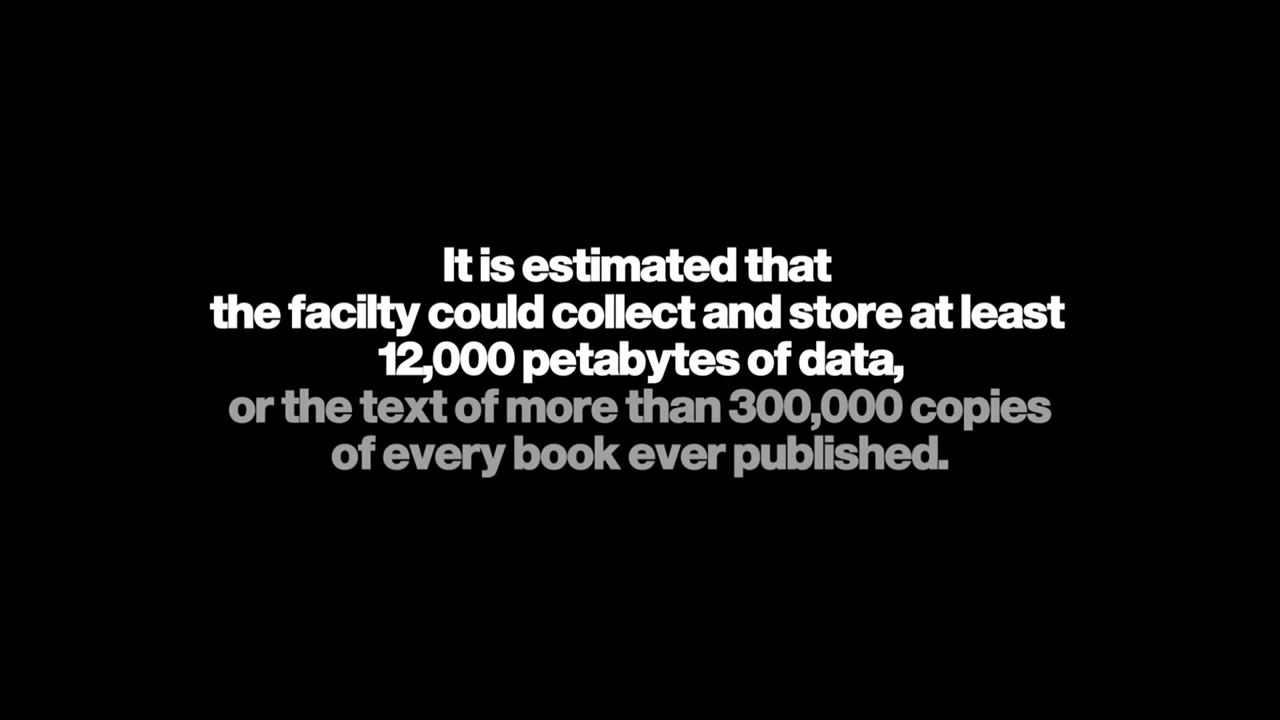 It is estimated that
the facilty could collect and store at least
12,000 petabytes of data,
or the text of more than 300,000 copies
of every book ever published.